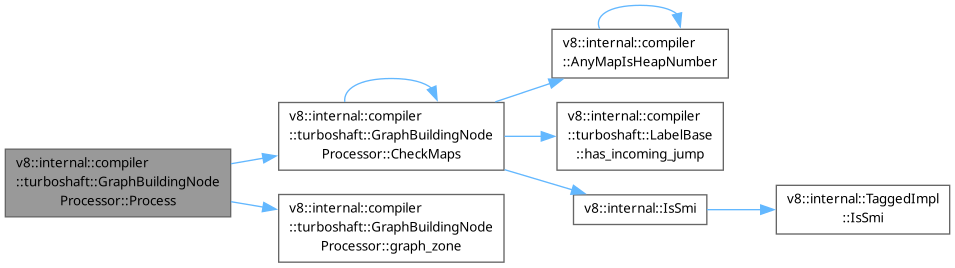 v8::internal::compiler
::turboshaft::GraphBuildingNode
Processor::Process
v8::internal::compiler
::turboshaft::GraphBuildingNode
Processor::CheckMaps
v8::internal::compiler
::turboshaft::GraphBuildingNode
Processor::graph_zone
v8::internal::compiler
::AnyMapIsHeapNumber
v8::internal::compiler
::turboshaft::LabelBase
::has_incoming_jump
v8::internal::IsSmi
v8::internal::TaggedImpl
::IsSmi